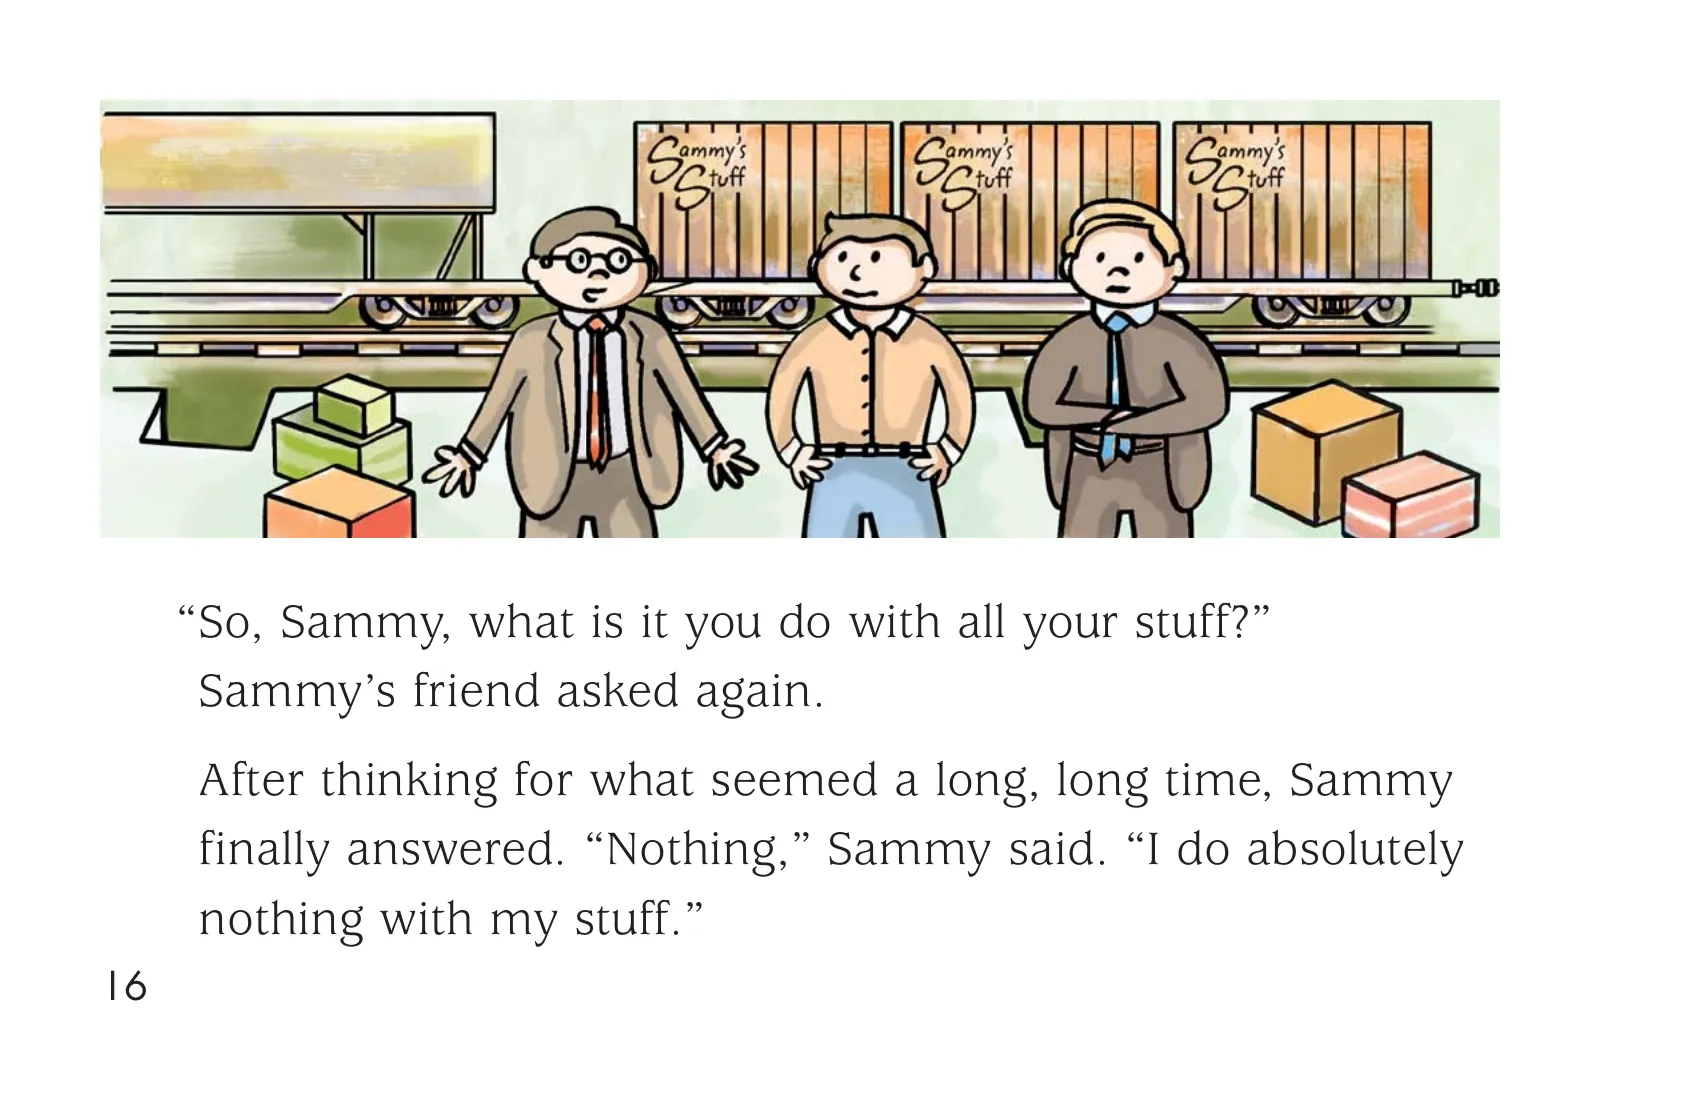 Sammy's
Stuff
Sammy's
Stuff
Sammy's
Stuff
“So, Sammy, what is it you do with all your stuff?”
Sammy’s friend asked again.
After thinking for what seemed a long, long time, Sammy
finally answered. “Nothing,” Sammy said. “I do absolutely
nothing with my stuff.”
16